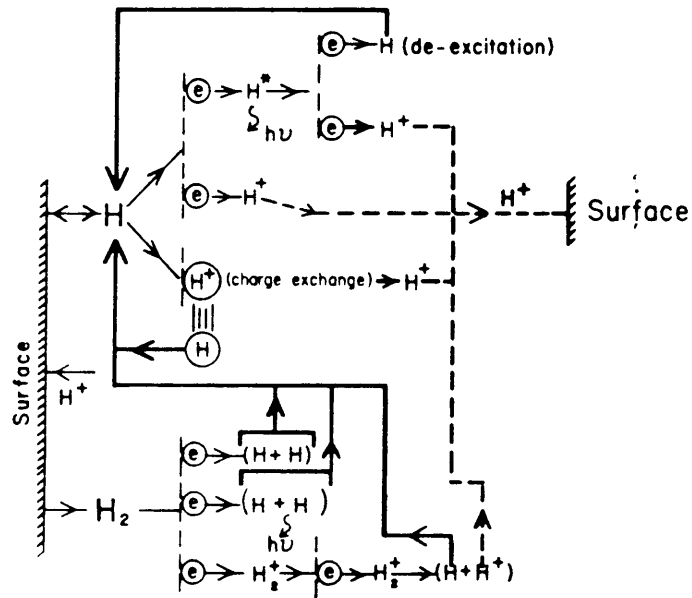 e H (de-excitation)
e H* hν
e H+
e H+
H+ Surface
H
H+ (charge exchange) H+
H
Surface
H+
e (H + H)
H2 e (H + H)
hν
e H2+ e H2+ (H + H+)